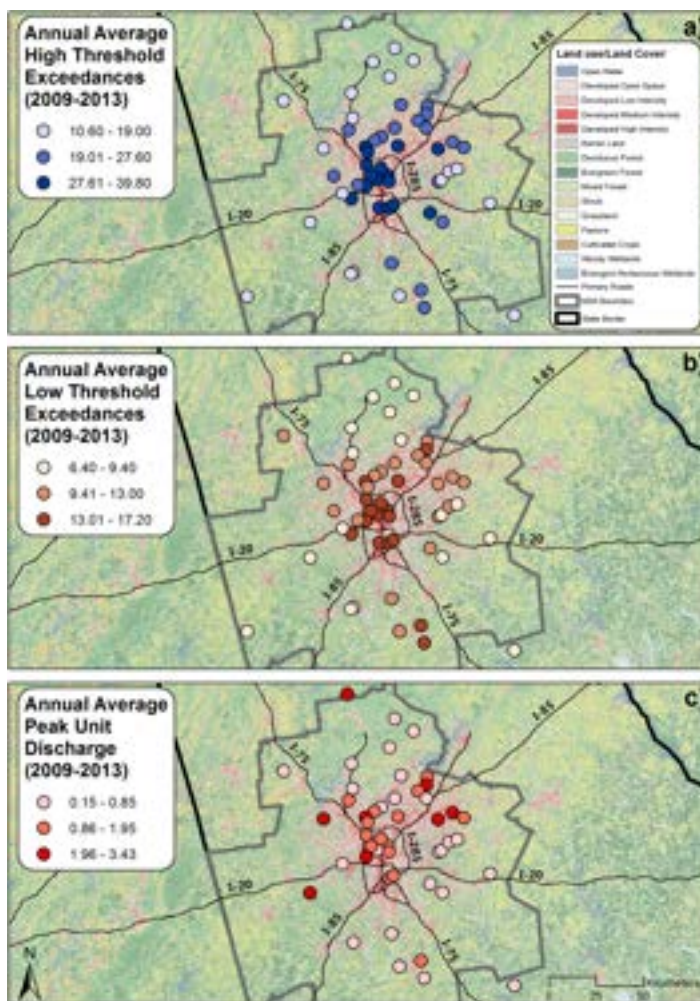 Annual Average
High Threshold
Exceedances
(2009-2013)
10.60 - 19.00
19.01 - 27.60
27.61 - 39.80
a
Land use/Land Cover
Open Water
Developed Open Space
Developed Low Intensity
Developed Medium Intensity
Developed High Intensity
Barren Land
Deciduous Forest
Evergreen Forest
Mixed Forest
Shrub
Grassland
Pasture
Cultivated Crops
Woody Wetlands
Emergent Herbaceous Wetlands
Primary Roads
State Border
I-75
I-285
I-20
I-85
I-75
Annual Average
Low Threshold
Exceedances
(2009-2013)
6.40 - 9.40
9.41 - 13.00
13.01 - 17.20
b
I-85
I-75
I-285
I-20
I-20
I-85
I-75
Annual Average
Peak Unit
Discharge
(2009-2013)
0.15 - 0.85
0.86 - 1.95
1.96 - 3.43
c
I-85
I-75
I-285
I-20
I-20
I-85
I-75
N
Kilometers